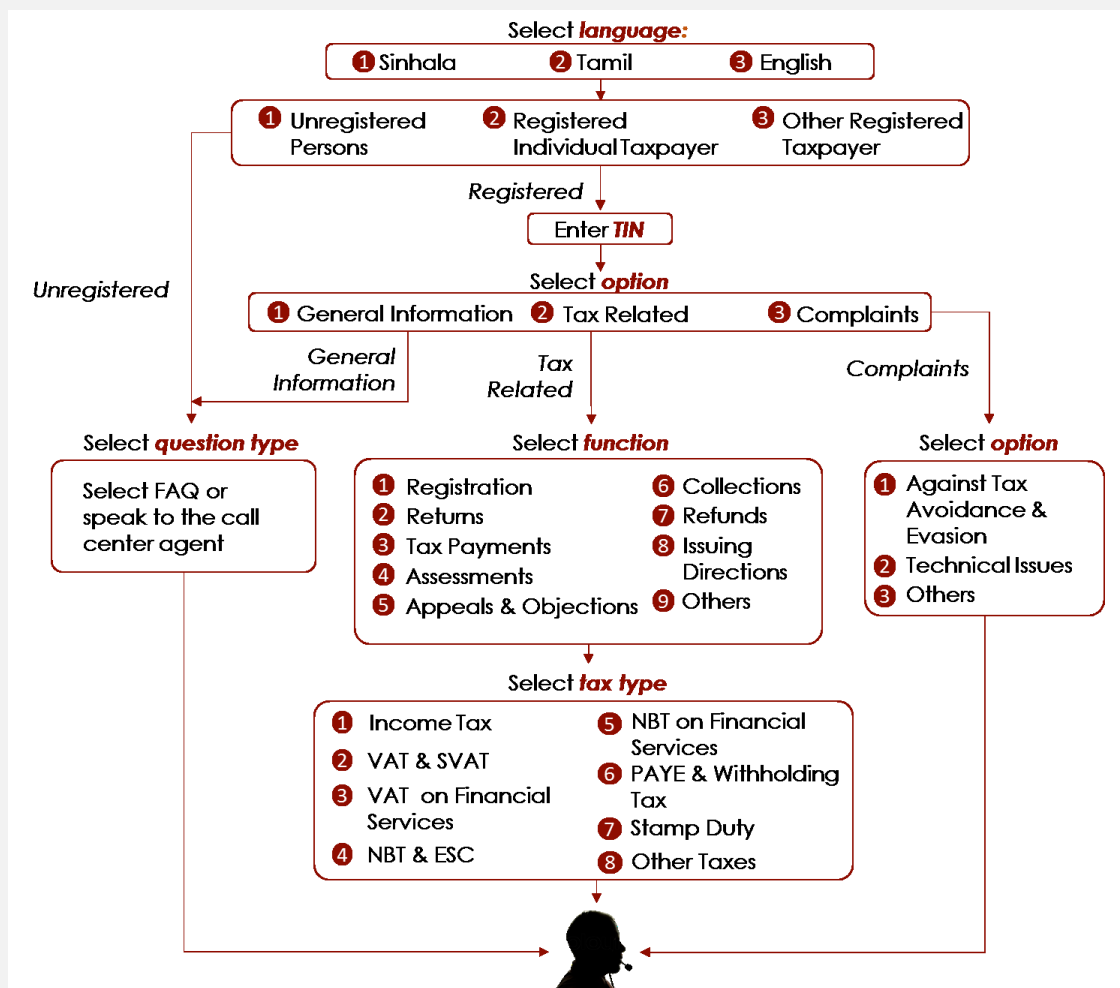 Select language:
1 Sinhala 2 Tamil 3 English
1 Unregistered Persons
2 Registered Individual Taxpayer
3 Other Registered Taxpayer
Registered
Enter TIN
Unregistered
Select option
1 General Information 2 Tax Related 3 Complaints
General
Information
Tax
Related
Complaints
Select question type
Select FAQ or
speak to the call
center agent
Select function
1 Registration
2 Returns
3 Tax Payments
4 Assessments
5 Appeals & Objections
6 Collections
7 Refunds
8 Issuing
Directions
9 Others
Select option
1 Against Tax
Avoidance &
Evasion
2 Technical Issues
3 Others
Select tax type
1 Income Tax
2 VAT & SVAT
3 VAT on Financial
Services
4 NBT & ESC
5 NBT on Financial
Services
6 PAYE & Withholding
Tax
7 Stamp Duty
8 Other Taxes